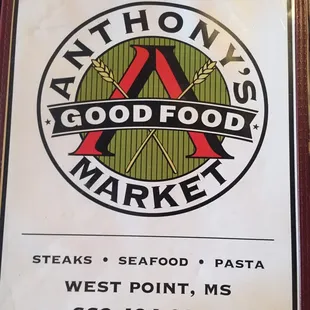 ANTHONY'S
GOOD FOOD
MARKET
STEAKS • SEAFOOD • PASTA
WEST POINT, MS